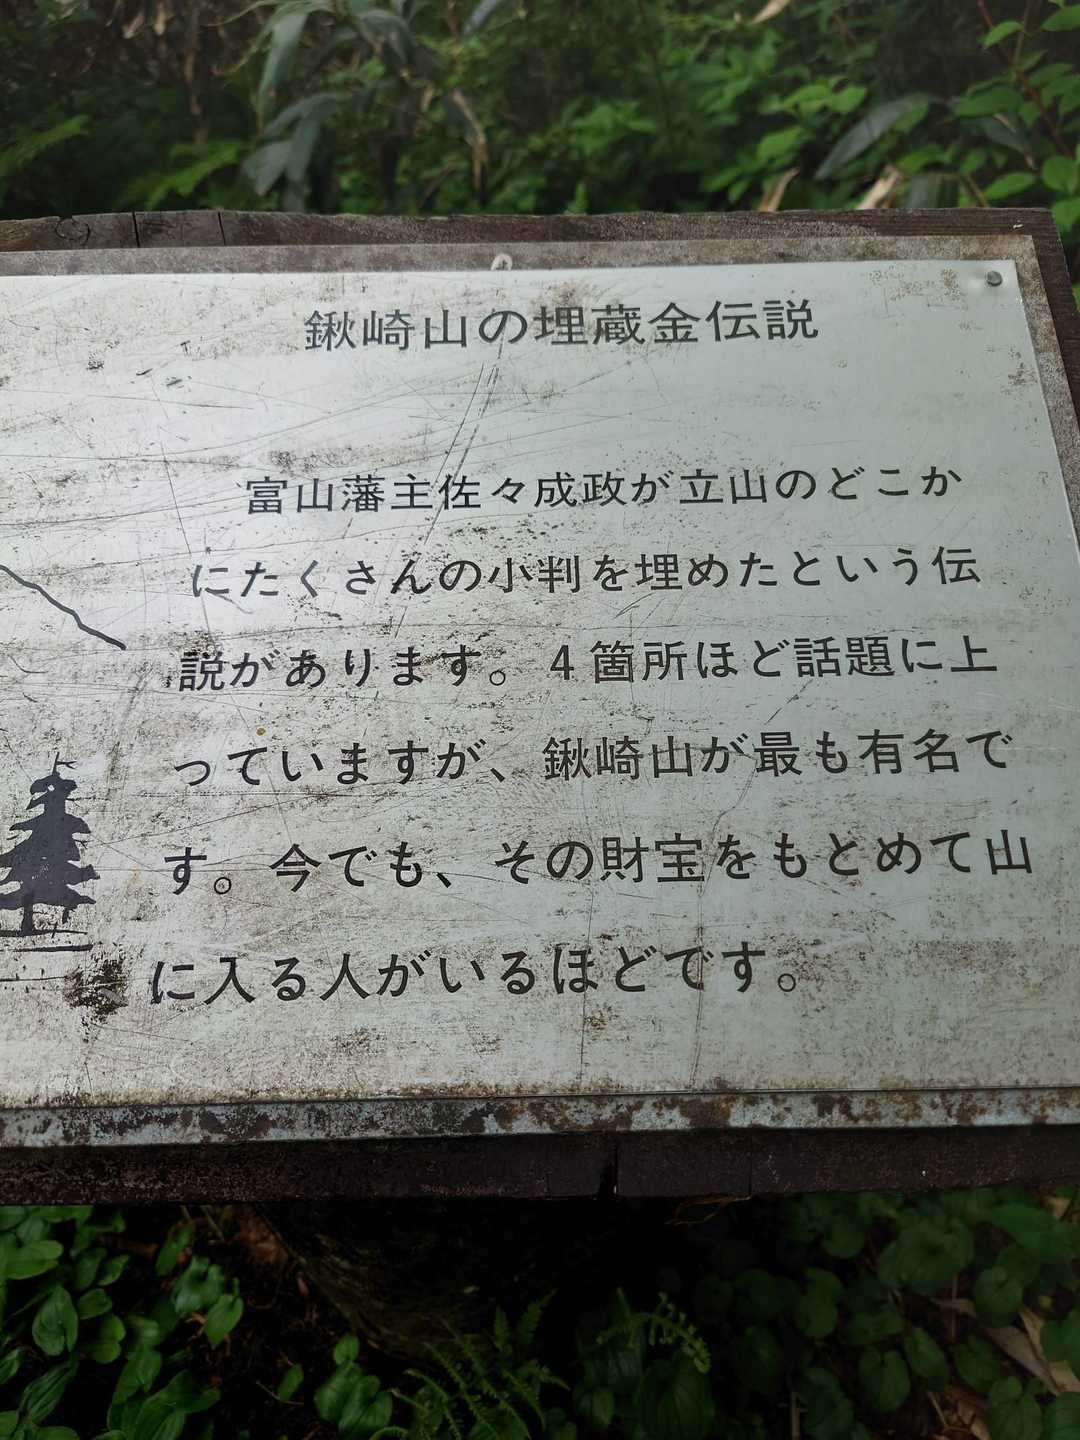 鍬崎山の埋蔵金伝説
富山藩主佐々成政が立山のどこか
にたくさんの小判を埋めたという伝
説があります。4箇所ほど話題に上
っていますが、鍬崎山が最も有名で
す。今でも、その財宝をもとめて山
に入る人がいるほどです。